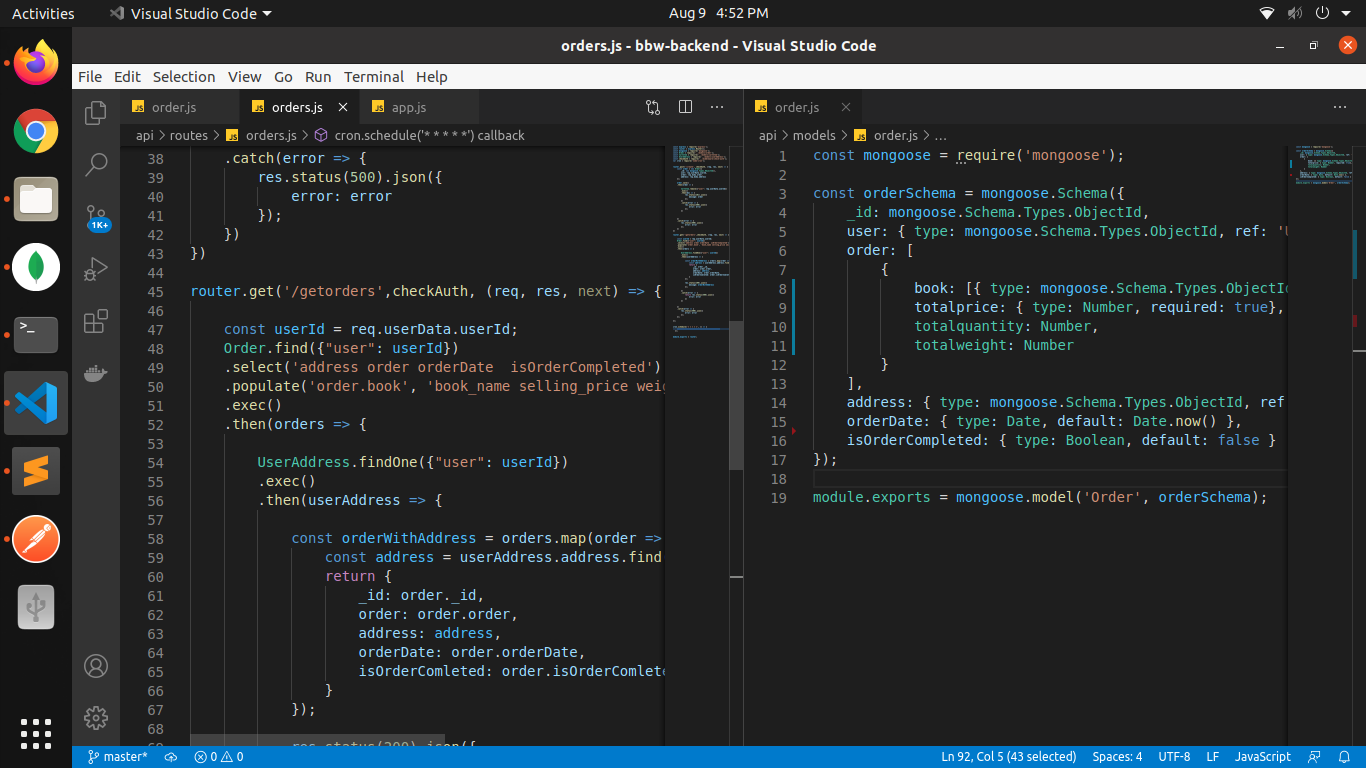 Activities
Visual Studio Code
Aug 9 4:52 PM
orders.js - bbw-backend - Visual Studio Code
File Edit Selection View Go Run Terminal Help
JS order.js
JS orders.js
JS app.js
api > routes > JS orders.js > cron.schedule('* * * * *') callback
38 .catch(error => {
39 res.status(500).json({
40 error: error
41 });
42 })
43 })
44
45 router.get('/getorders',checkAuth, (req, res, next) => {
46
47 const userId = req.userData.userId;
48 Order.find({"user": userId})
49 .select('address order orderDate  isOrderCompleted')
50 .populate('order.book', 'book_name selling_price weig
51 .exec()
52 .then(orders => {
53
54 UserAddress.findOne({"user": userId})
55 .exec()
56 .then(userAddress => {
57
58 const orderWithAddress = orders.map(order =>
59 const address = userAddress.address.find
60 return {
61 _id: order._id,
62 order: order.order,
63 address: address,
64 orderDate: order.orderDate,
65 isOrderComleted: order.isOrderComlete
66 }
67 });
68
69 res.status(200).json({
JS order.js
api > models > JS order.js > ...
1 const mongoose = require('mongoose');
2
3 const orderSchema = mongoose.Schema({
4 _id: mongoose.Schema.Types.ObjectId,
5 user: { type: mongoose.Schema.Types.ObjectId, ref: 'U
6 order: [
7 {
8 book: [{ type: mongoose.Schema.Types.ObjectId
9 totalprice: { type: Number, required: true},
10 totalquantity: Number,
11 totalweight: Number
12 }
13 ],
14 address: { type: mongoose.Schema.Types.ObjectId, ref
15 orderDate: { type: Date, default: Date.now() },
16 isOrderCompleted: { type: Boolean, default: false }
17 });
18
19 module.exports = mongoose.model('Order', orderSchema);
1K+
master*
0 0
Ln 92, Col 5 (43 selected)
Spaces: 4
UTF-8
LF
JavaScript